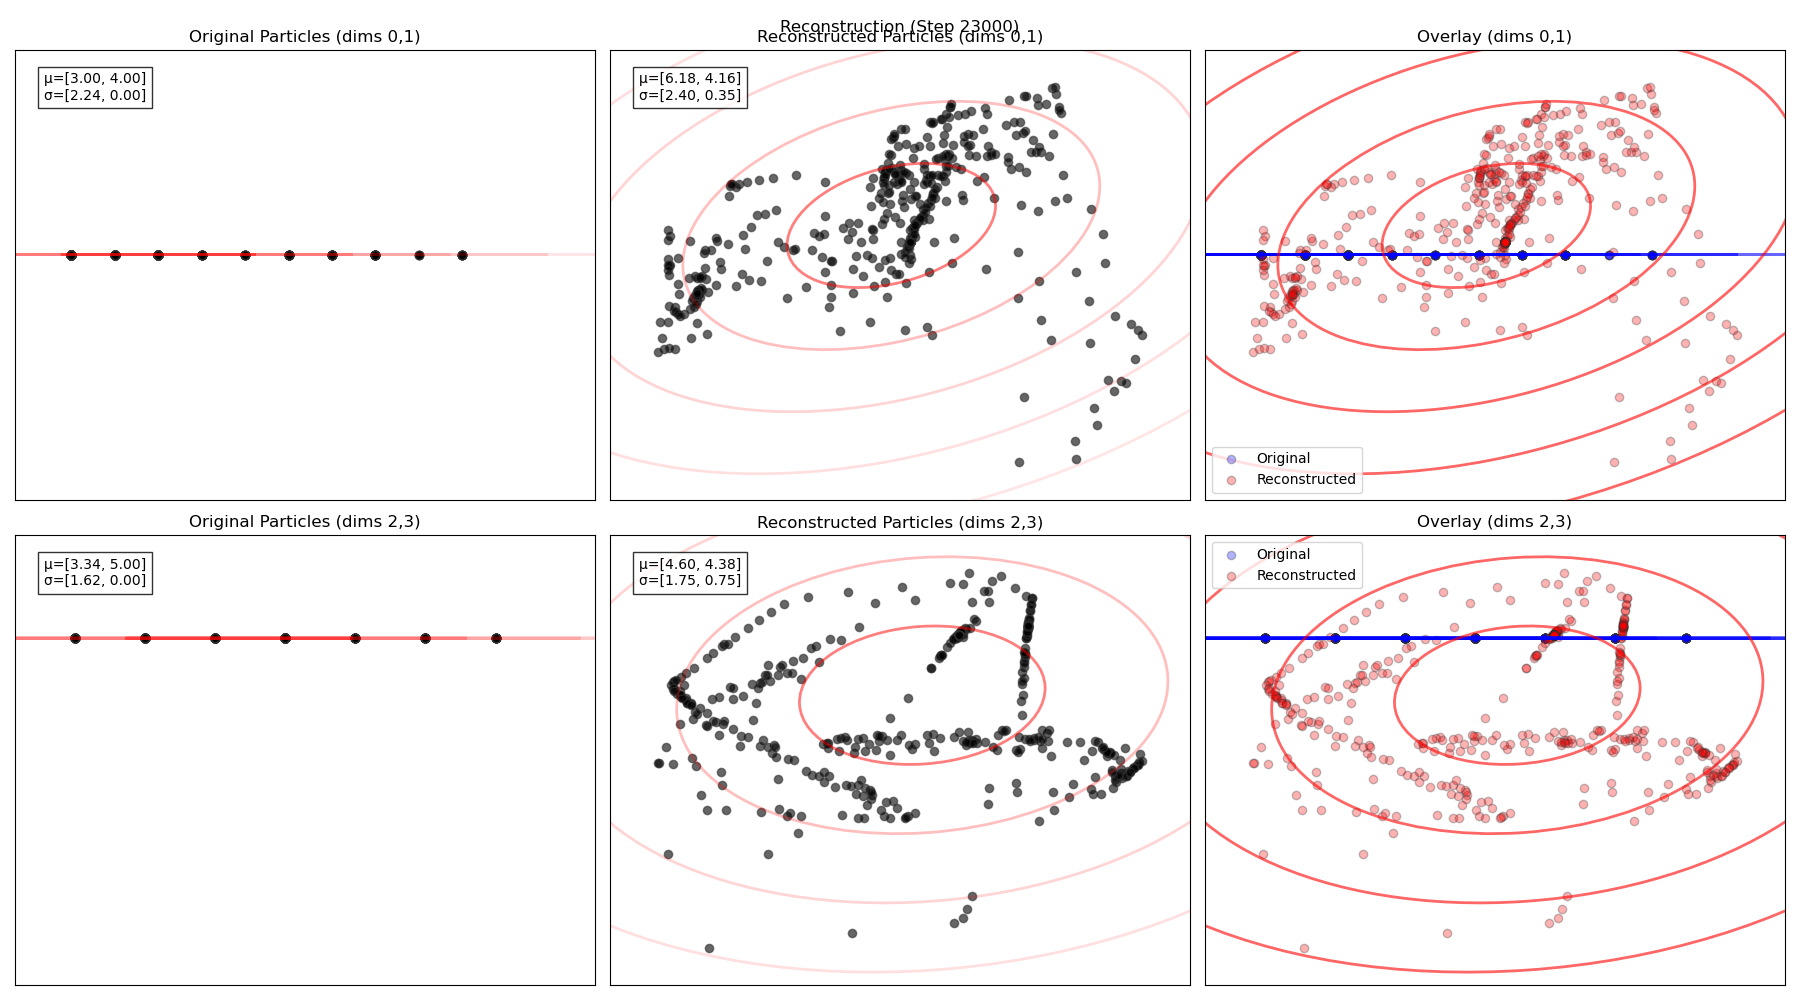 Reconstruction (Step 23000)
Original Particles (dims 0,1)
Reconstructed Particles (dims 0,1)
Overlay (dims 0,1)
μ=[3.00, 4.00]
σ=[2.24, 0.00]
μ=[6.18, 4.16]
σ=[2.40, 0.35]
Original
Reconstructed
Original Particles (dims 2,3)
Reconstructed Particles (dims 2,3)
Overlay (dims 2,3)
μ=[3.34, 5.00]
σ=[1.62, 0.00]
μ=[4.60, 4.38]
σ=[1.75, 0.75]
Original
Reconstructed